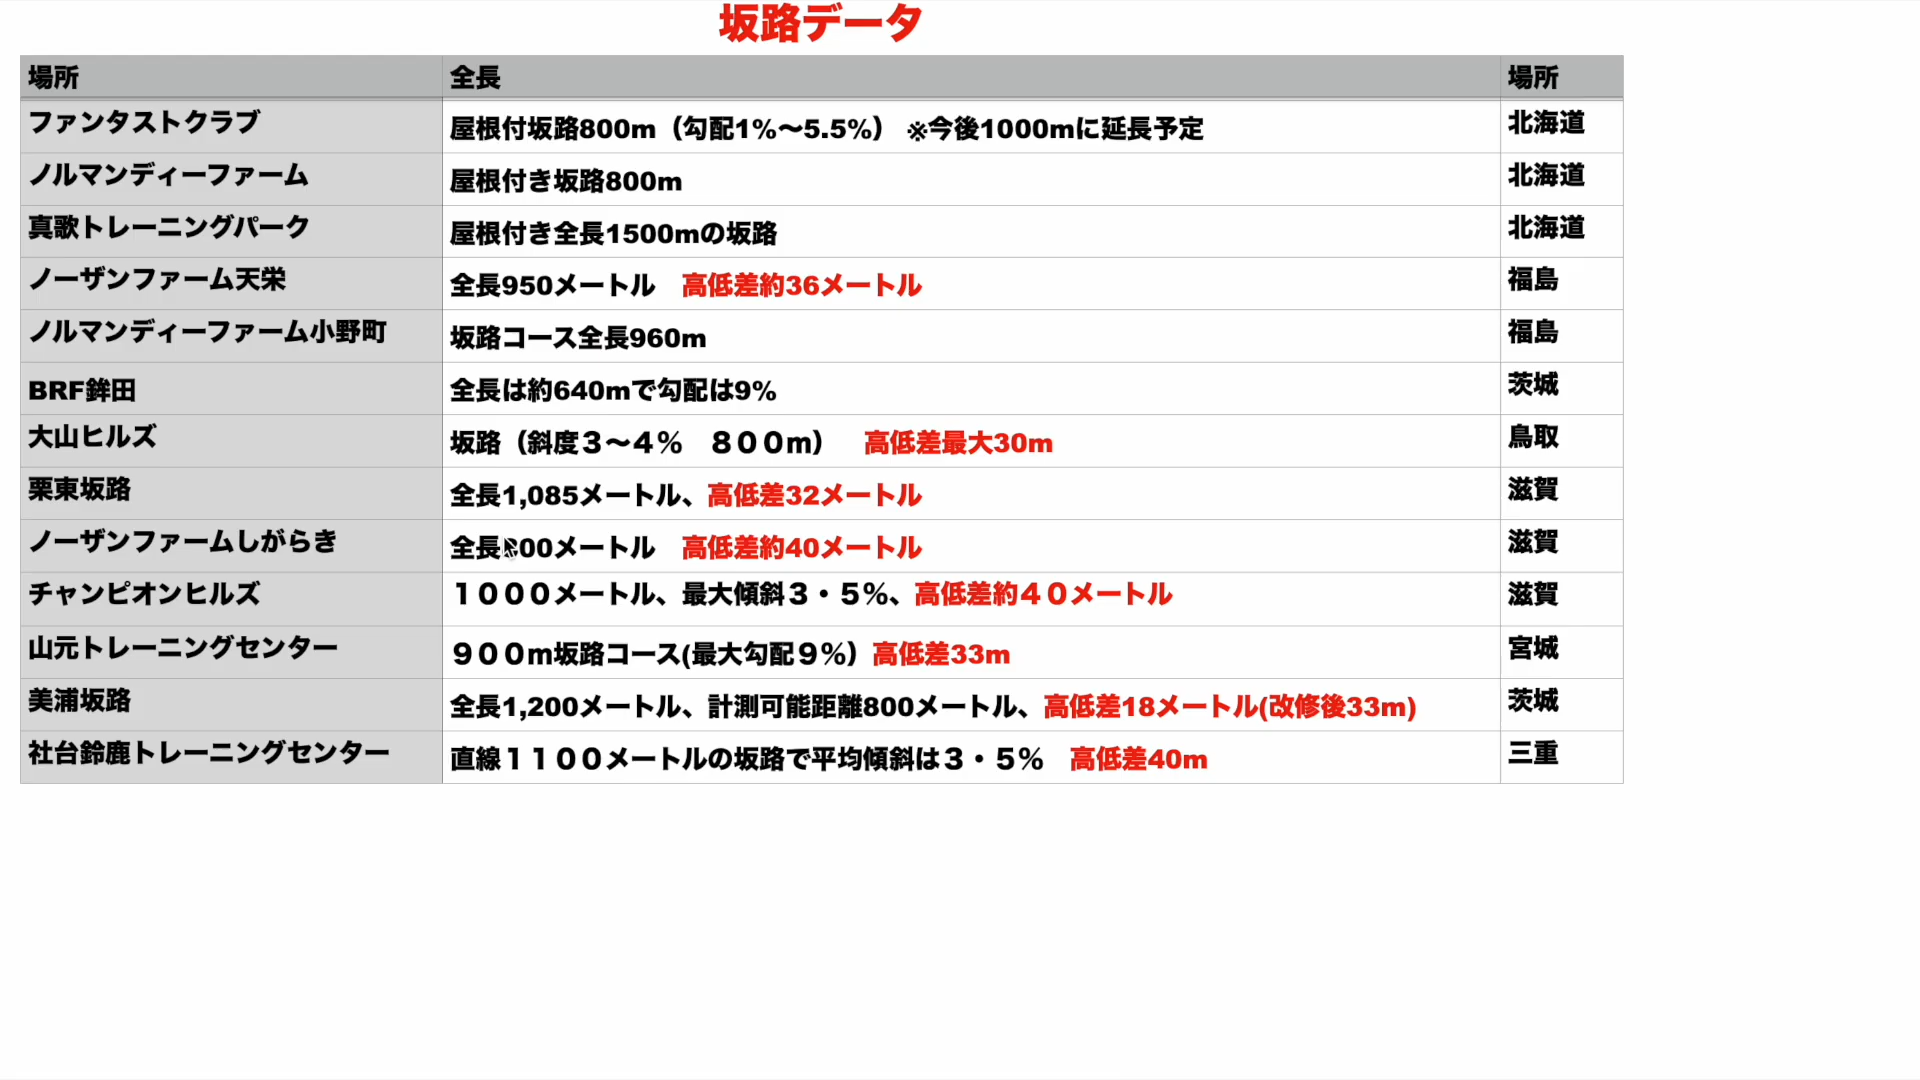 坂路データ
場所 全長 場所
ファンタストクラブ 屋根付坂路800m（勾配1%〜5.5%） ※今後1000mに延長予定 北海道
ノルマンディーファーム 屋根付き坂路800m 北海道
真歌トレーニングパーク 屋根付き全長1500mの坂路 北海道
ノーザンファーム天栄 全長950メートル　高低差約36メートル 福島
ノルマンディーファーム小野町 坂路コース全長960m 福島
BRF鉾田 全長は約640mで勾配は9% 茨城
大山ヒルズ 坂路（斜度３〜４%　８００m）　高低差最大30m 鳥取
栗東坂路 全長1,085メートル、高低差32メートル 滋賀
ノーザンファームしがらき 全長 00メートル　高低差約40メートル 滋賀
チャンピオンヒルズ １０００メートル、最大傾斜３・５%、高低差約４０メートル 滋賀
山元トレーニングセンター ９００m坂路コース(最大勾配９%）高低差33m 宮城
美浦坂路 全長1,200メートル、計測可能距離800メートル、高低差18メートル(改修後33m) 茨城
社台鈴鹿トレーニングセンター 直線１１００メートルの坂路で平均傾斜は３・５%　高低差40m 三重